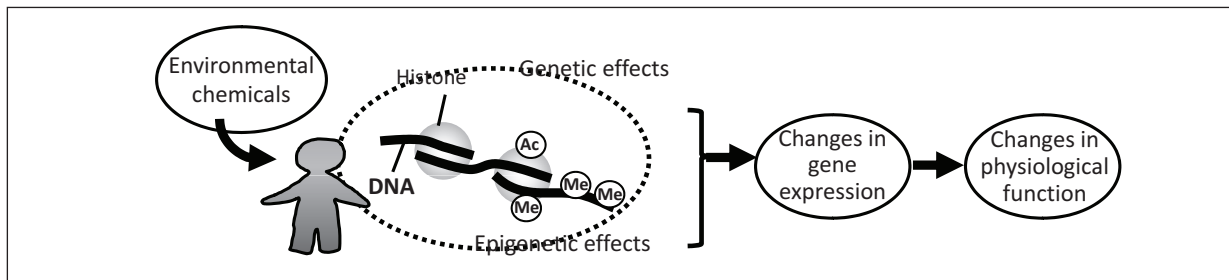 Environmental
chemicals
Histone
Genetic effects
DNA
Ac
Me
Me
Me
Epigenetic effects
Changes in
gene
expression
Changes in
physiological
function